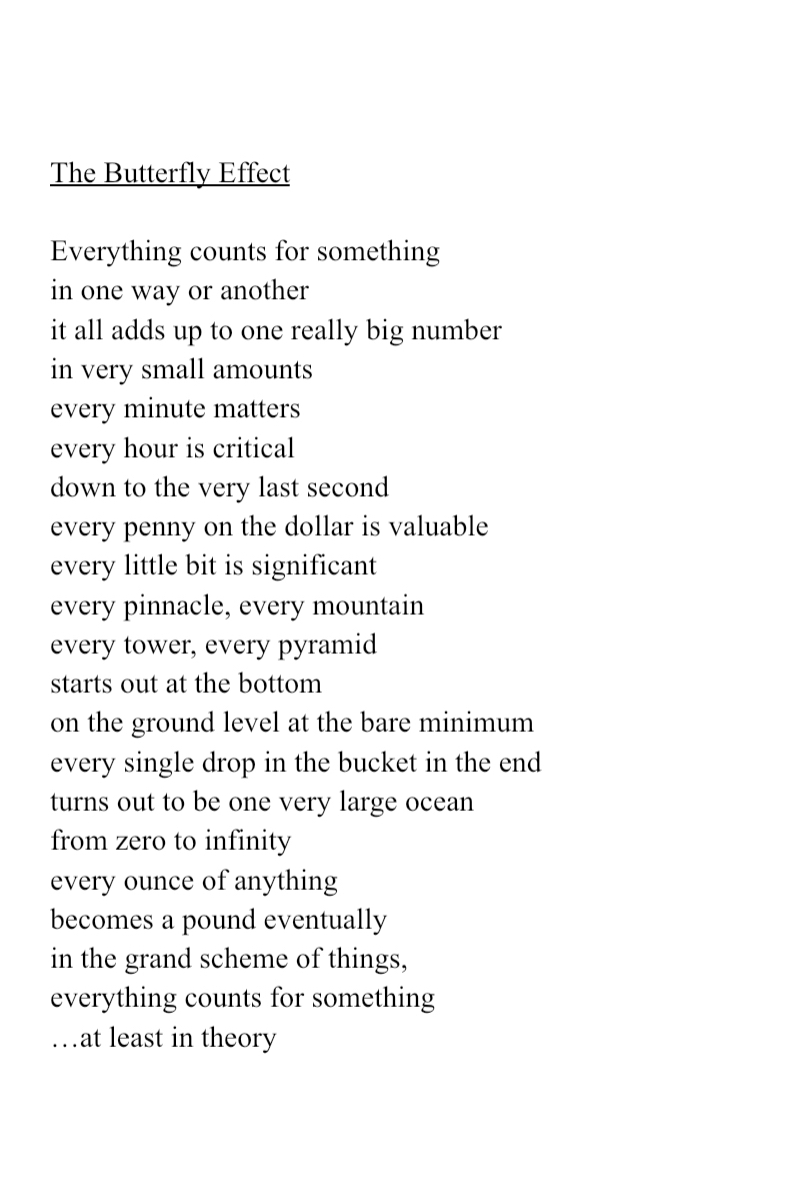 The Butterfly Effect
Everything counts for something
in one way or another
it all adds up to one really big number
in very small amounts
every minute matters
every hour is critical
down to the very last second
every penny on the dollar is valuable
every little bit is significant
every pinnacle, every mountain
every tower, every pyramid
starts out at the bottom
on the ground level at the bare minimum
every single drop in the bucket in the end
turns out to be one very large ocean
from zero to infinity
every ounce of anything
becomes a pound eventually
in the grand scheme of things,
everything counts for something
…at least in theory